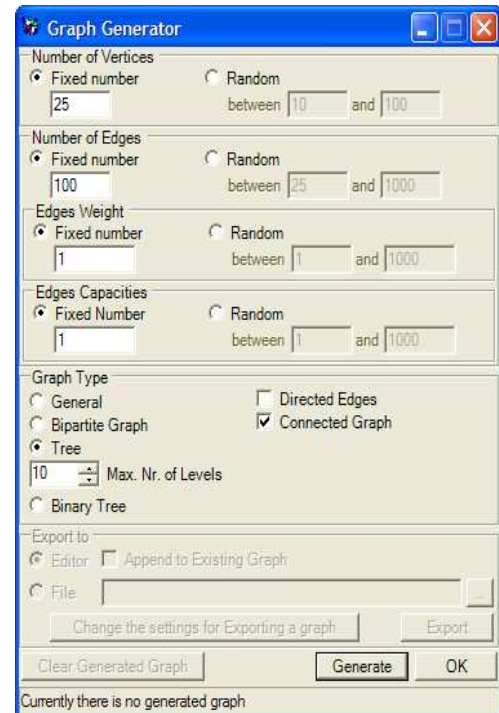 Graph Generator
Number of Vertices
Fixed number Random
25 between 10 and 100
Number of Edges
Fixed number Random
100 between 25 and 1000
Edges Weight
Fixed number Random
1 between 1 and 1000
Edges Capacities
Fixed Number Random
1 between 1 and 1000
Graph Type
General Directed Edges
Bipartite Graph Connected Graph
Tree
10 Max. Nr. of Levels
Binary Tree
Export to
Editor Append to Existing Graph
File ...
Change the settings for Exporting a graph Export
Clear Generated Graph Generate OK
Currently there is no generated graph